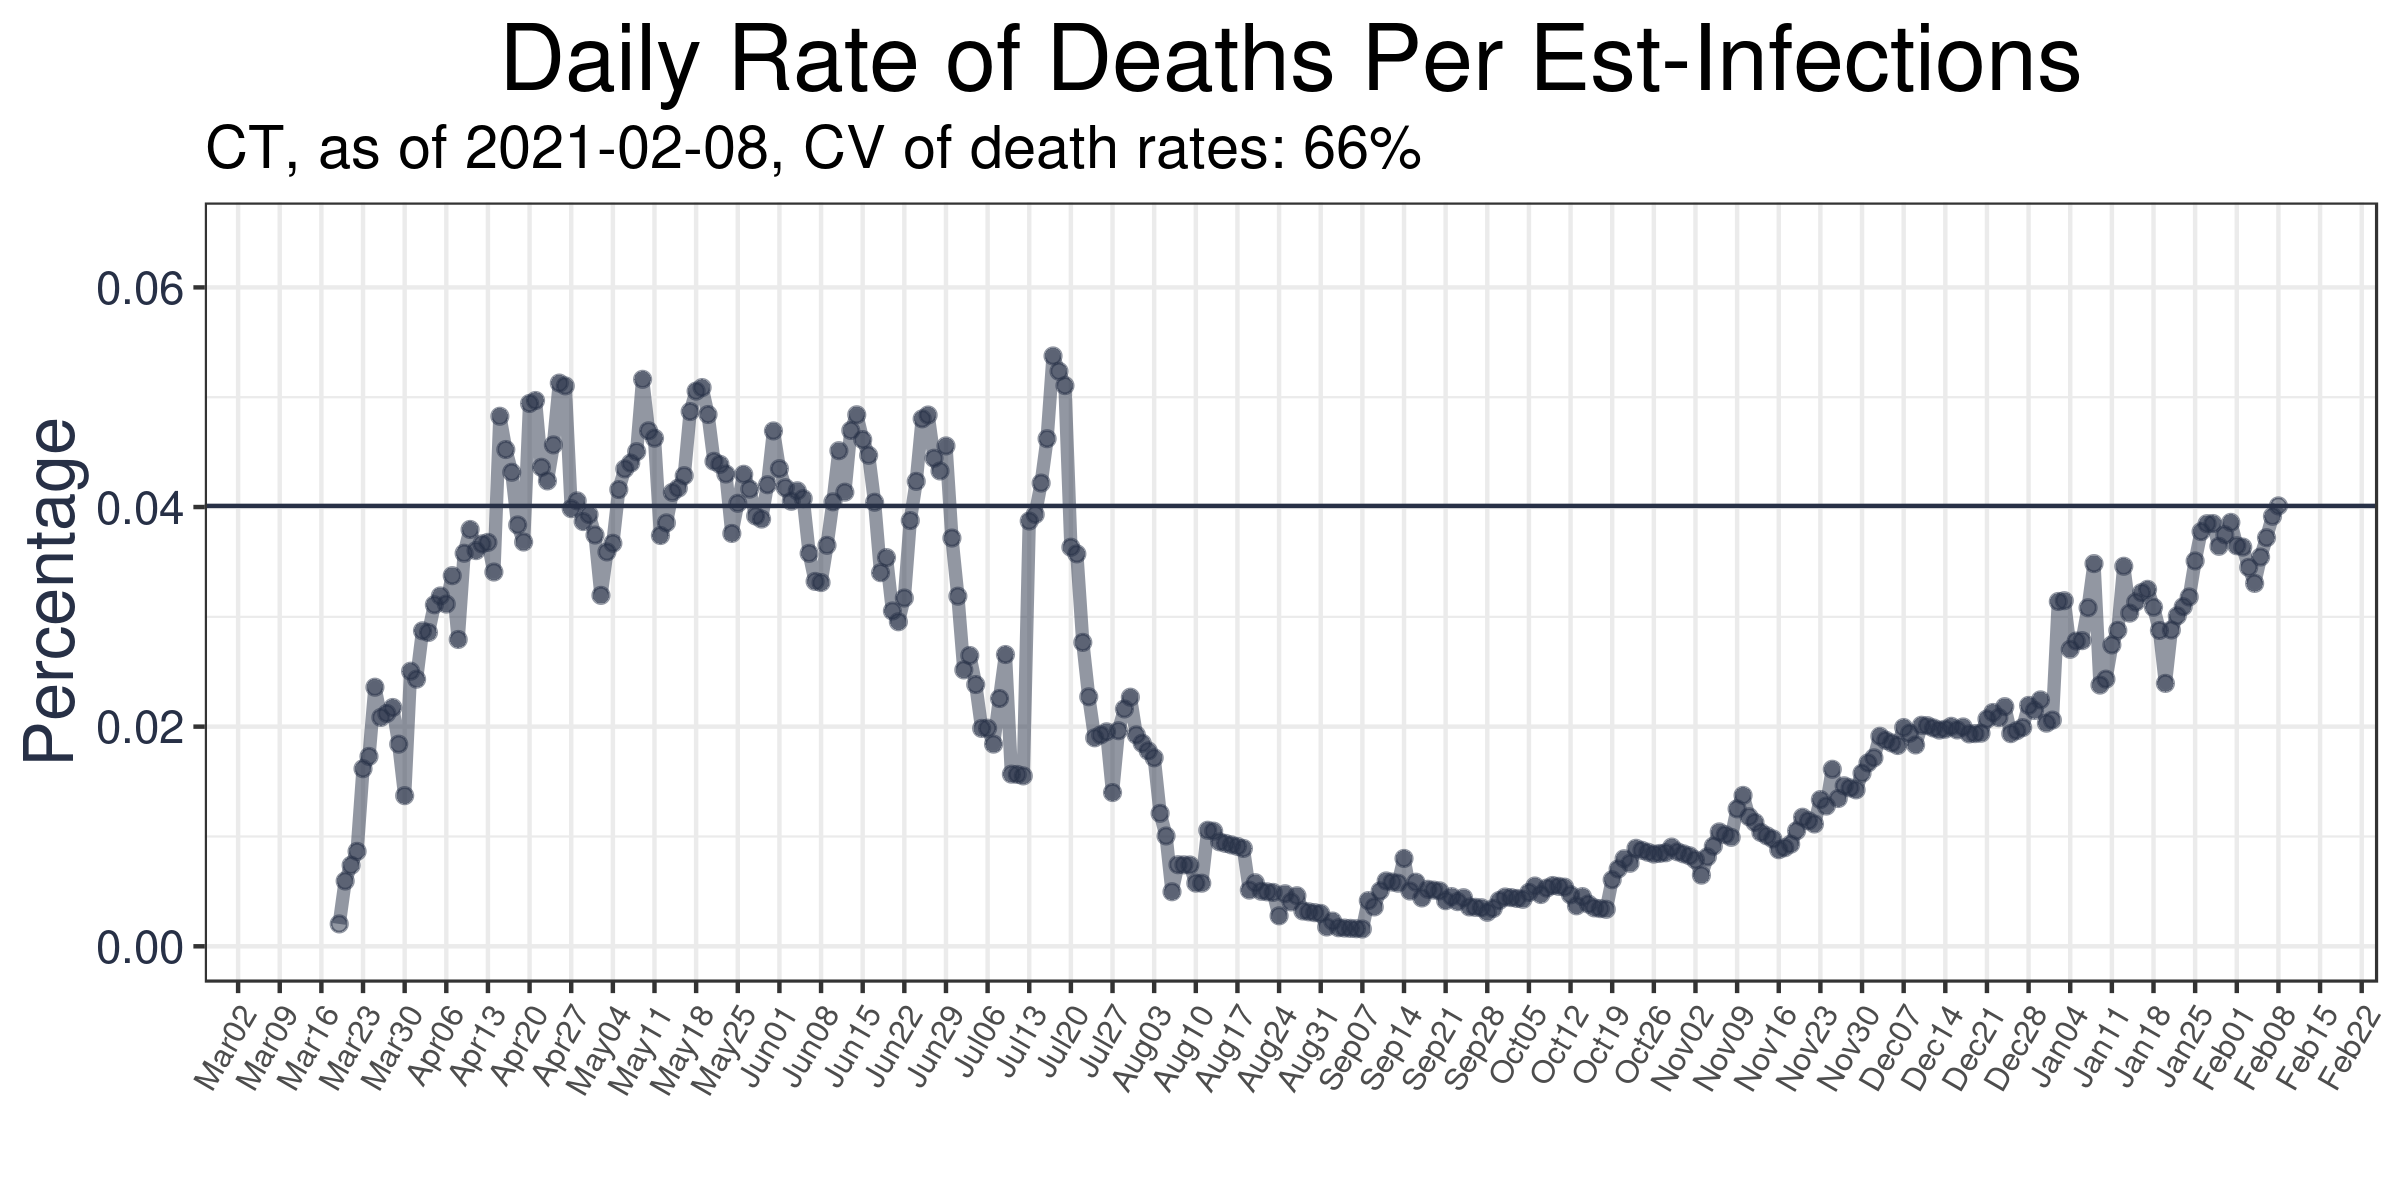 Daily Rate of Deaths Per Est-Infections
CT, as of 2021-02-08, CV of death rates: 66%
Percentage
0.06
0.04
0.02
0.00
Mar02 Mar09 Mar16 Mar23 Mar30 Apr06 Apr13 Apr20 Apr27 May04 May11 May18 May25 Jun01 Jun08 Jun15 Jun22 Jun29 Jul06 Jul13 Jul20 Jul27 Aug03 Aug10 Aug17 Aug24 Aug31 Sep07 Sep14 Sep21 Sep28 Oct05 Oct12 Oct19 Oct26 Nov02 Nov09 Nov16 Nov23 Nov30 Dec07 Dec14 Dec21 Dec28 Jan04 Jan11 Jan18 Jan25 Feb01 Feb08 Feb15 Feb22